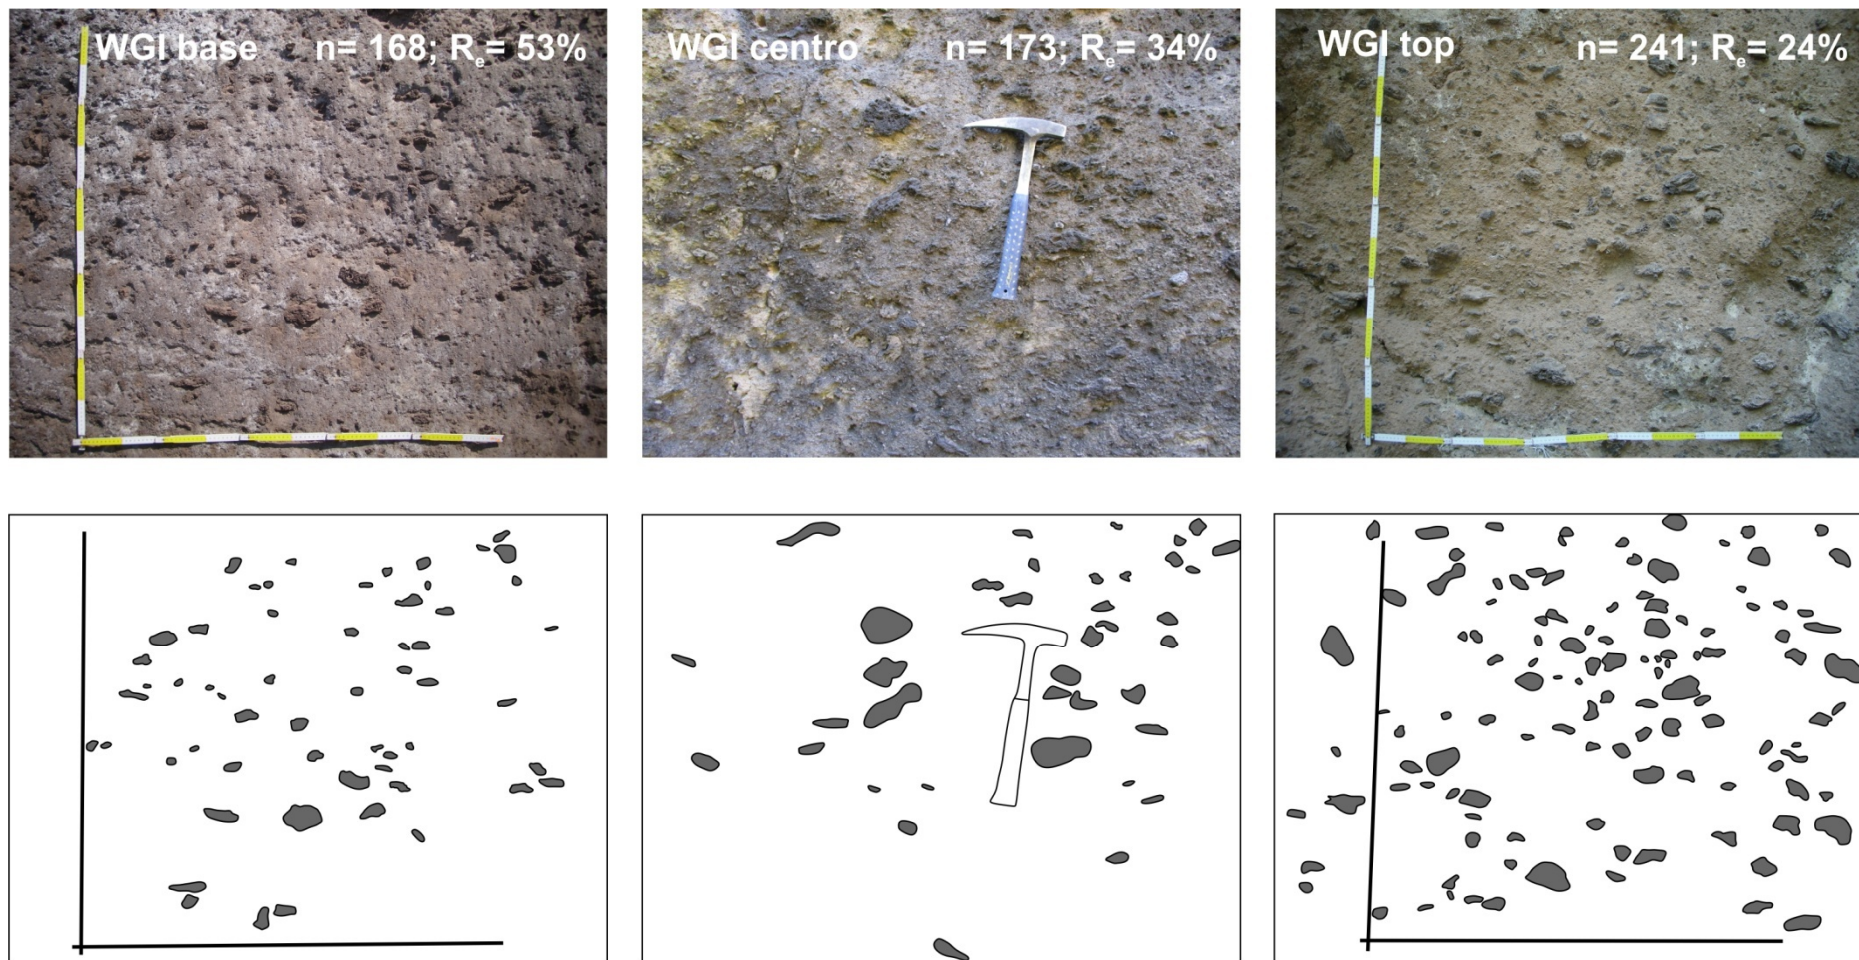 WGI base n= 168; Rₑ= 53%
WGI centro n= 173; Rₑ= 34%
WGI top n= 241; Rₑ= 24%